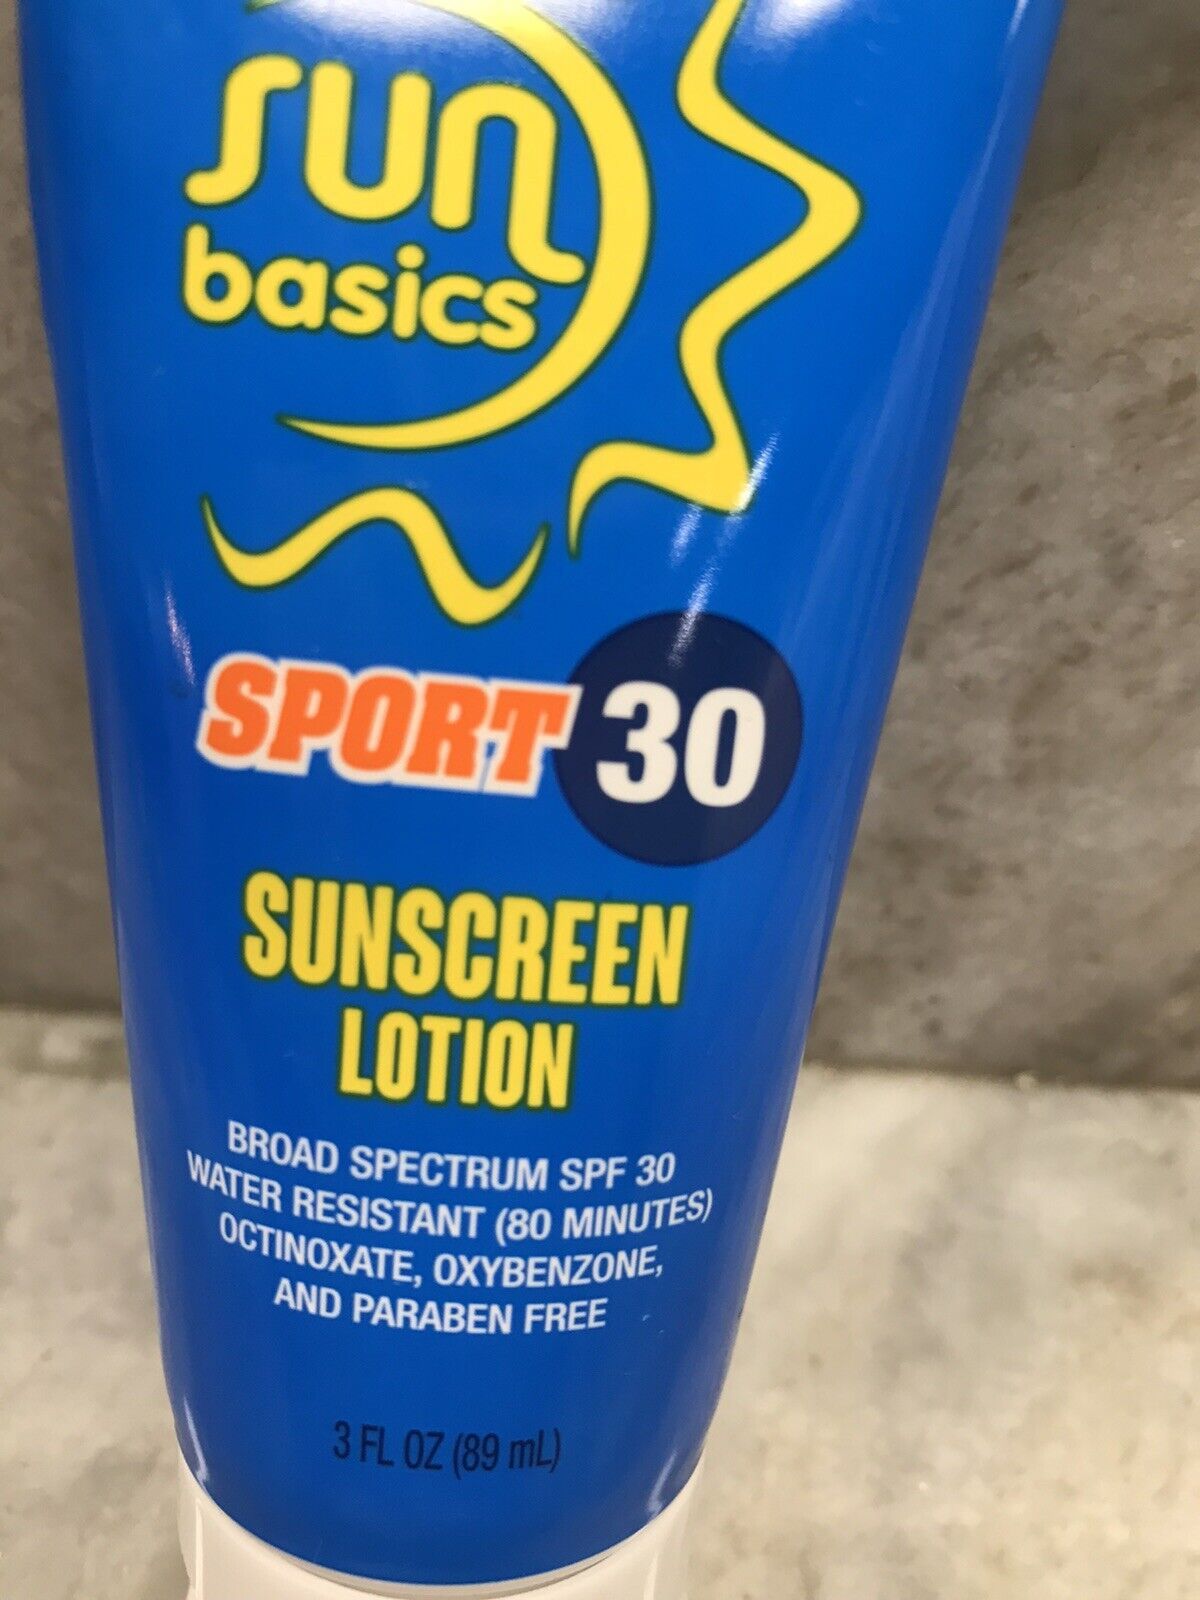 sun
basics
SPORT 30
SUNSCREEN
LOTION
BROAD SPECTRUM SPF 30
WATER RESISTANT (80 MINUTES)
OCTINOXATE, OXYBENZONE,
AND PARABEN FREE
3 FL OZ (89 mL)